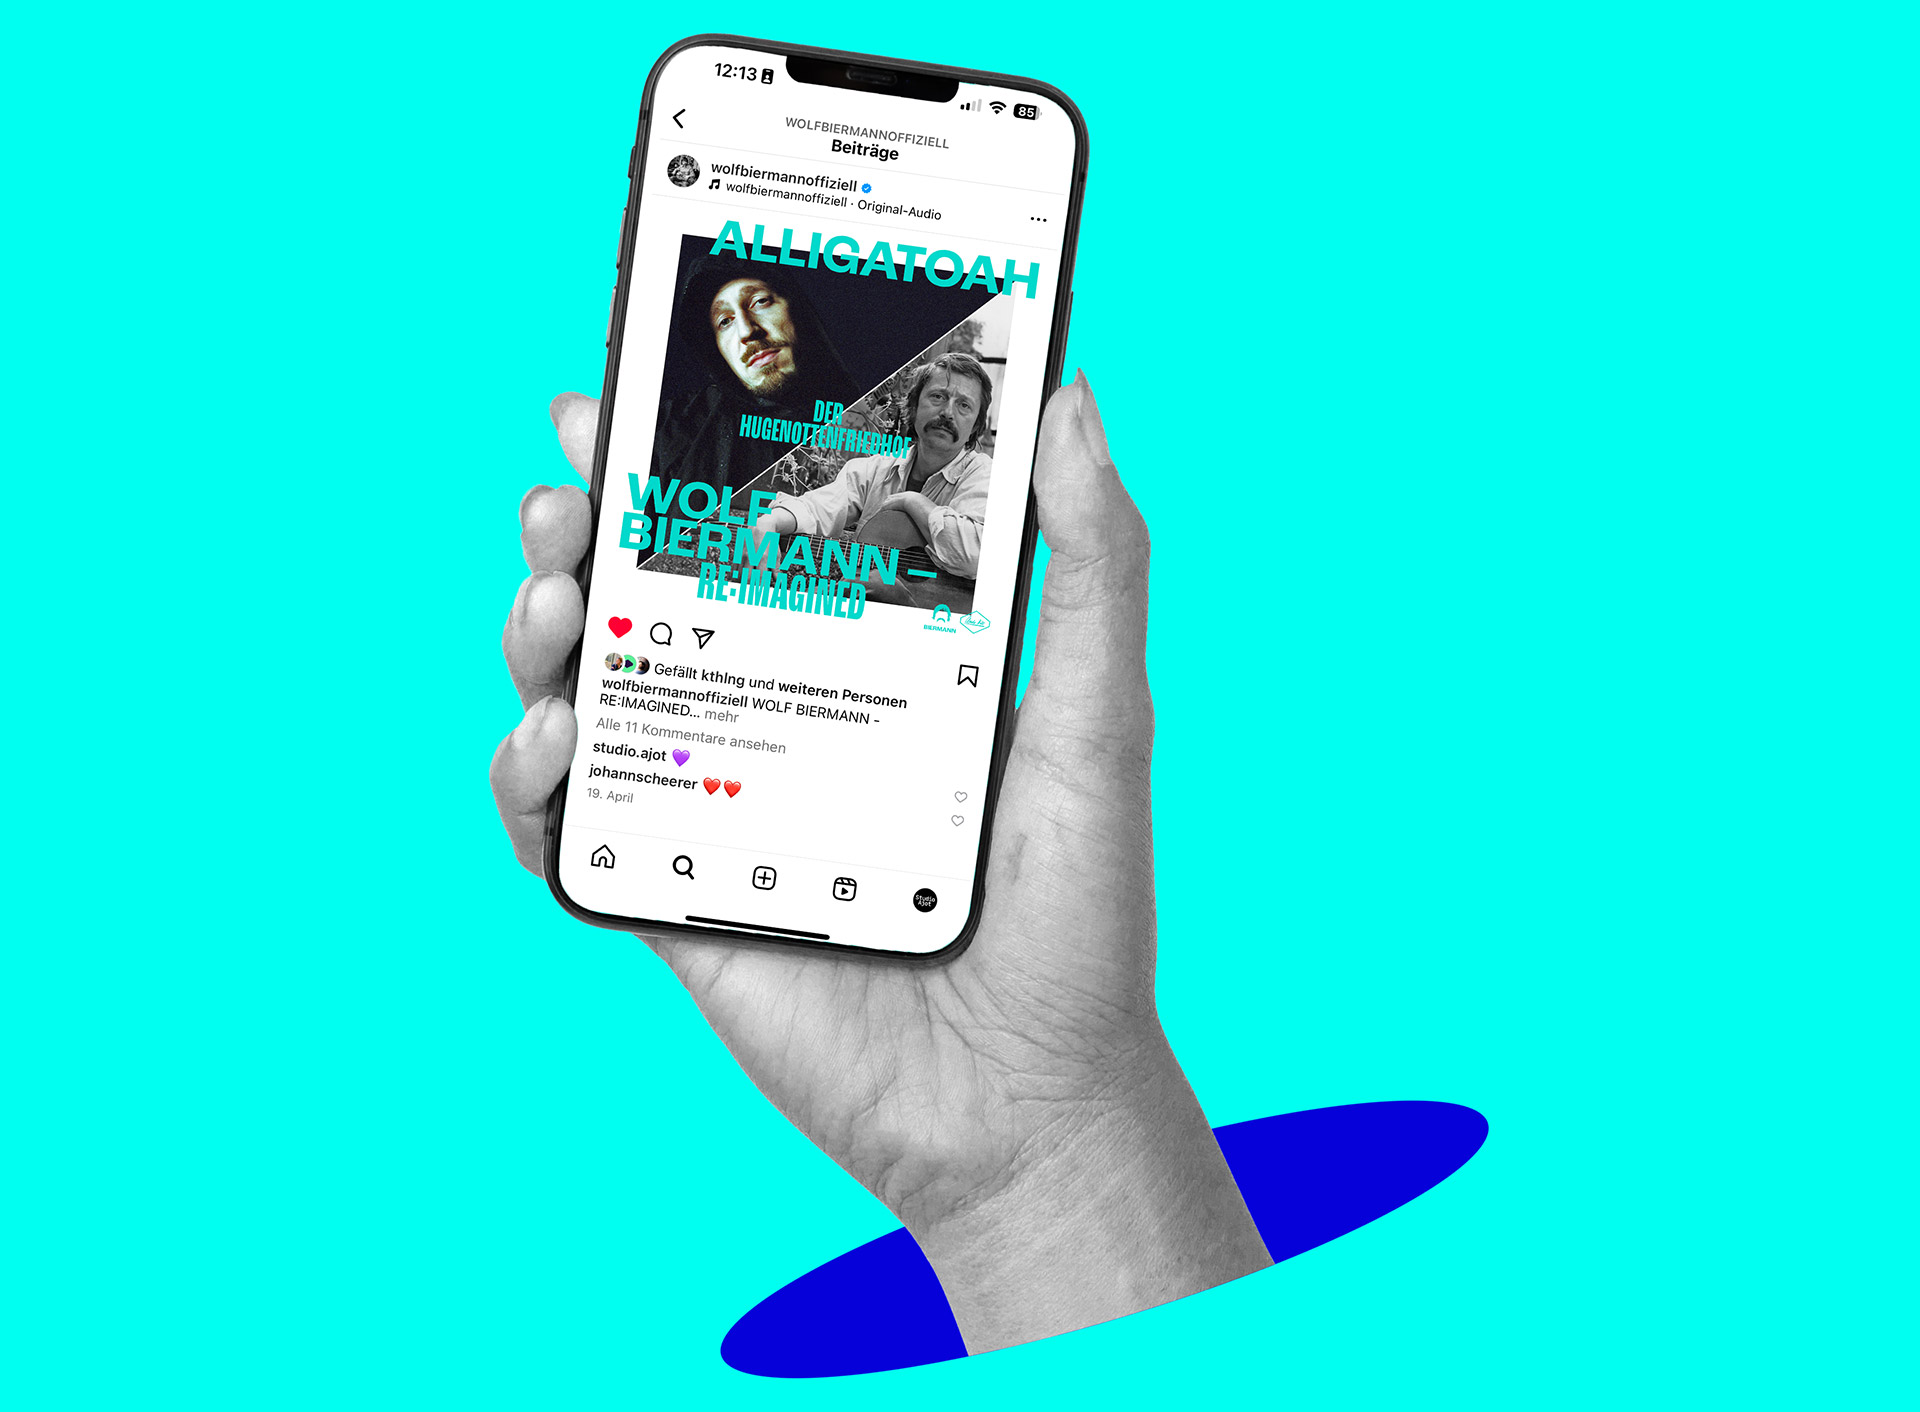 12:13
85
WOLFBIERMANNOFFIZIELL
Beiträge
wolfbiermannoffiziell
wolfbiermannoffiziell · Original-Audio
ALLIGATOAH
DER
HUGENOTTENFRIEDHOF
WOLF
BIERMANN –
RE:IMAGINED
BIERMANN
Gefällt kthlng und weiteren Personen
wolfbiermannoffiziell WOLF BIERMANN -
RE:IMAGINED... mehr
Alle 11 Kommentare ansehen
studio.ajot 💜
johannscheerer ❤️❤️
19. April
Studio
Ajot